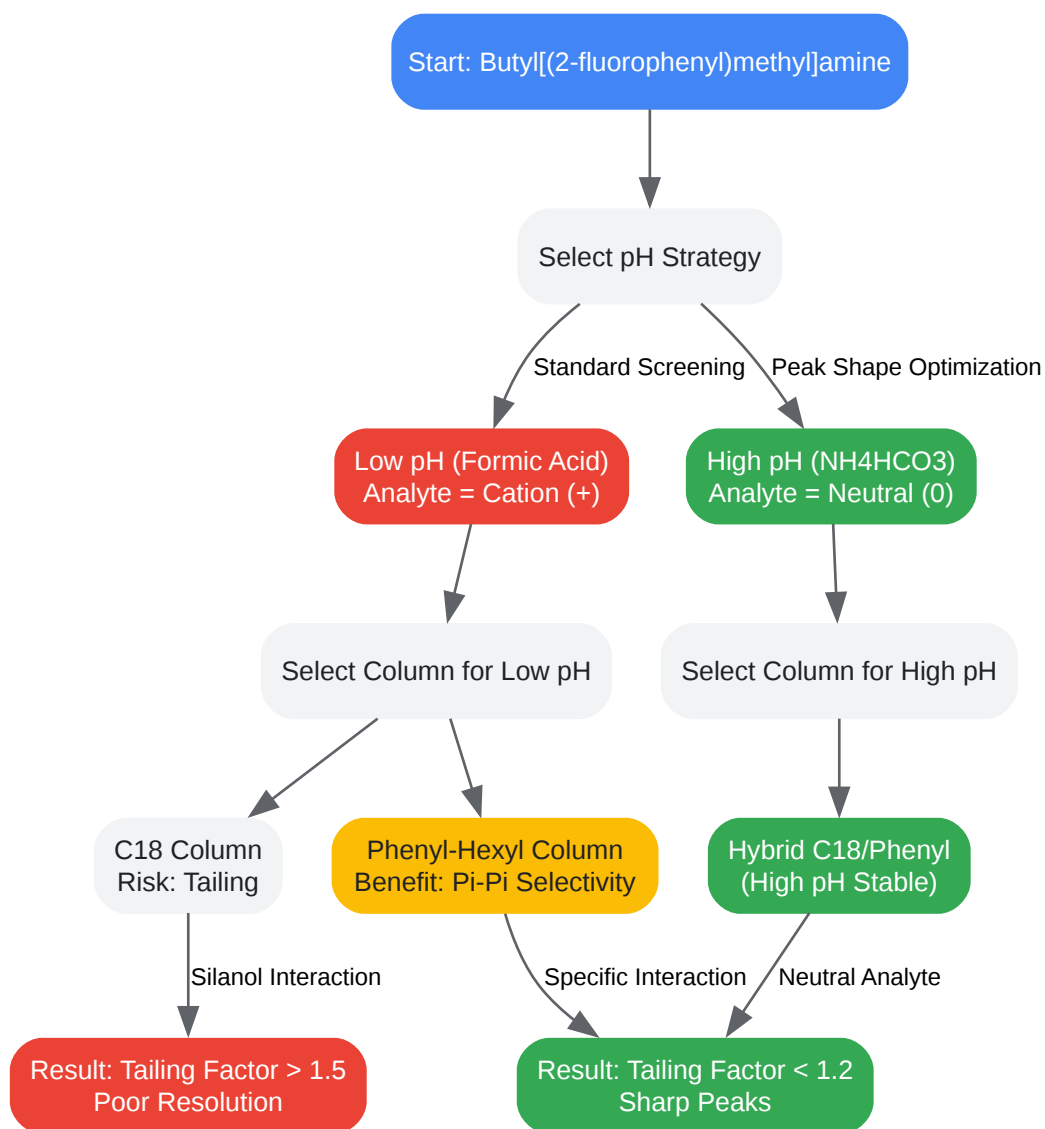 Start: Butyl[(2-fluorophenyl)methyl]amine
Select pH Strategy
Standard Screening
Peak Shape Optimization
Low pH (Formic Acid)
Analyte = Cation (+)
High pH (NH4HCO3)
Analyte = Neutral (0)
Select Column for Low pH
Select Column for High pH
C18 Column
Risk: Tailing
Phenyl-Hexyl Column
Benefit: Pi-Pi Selectivity
Hybrid C18/Phenyl
(High pH Stable)
Silanol Interaction
Specific Interaction
Neutral Analyte
Result: Tailing Factor > 1.5
Poor Resolution
Result: Tailing Factor < 1.2
Sharp Peaks